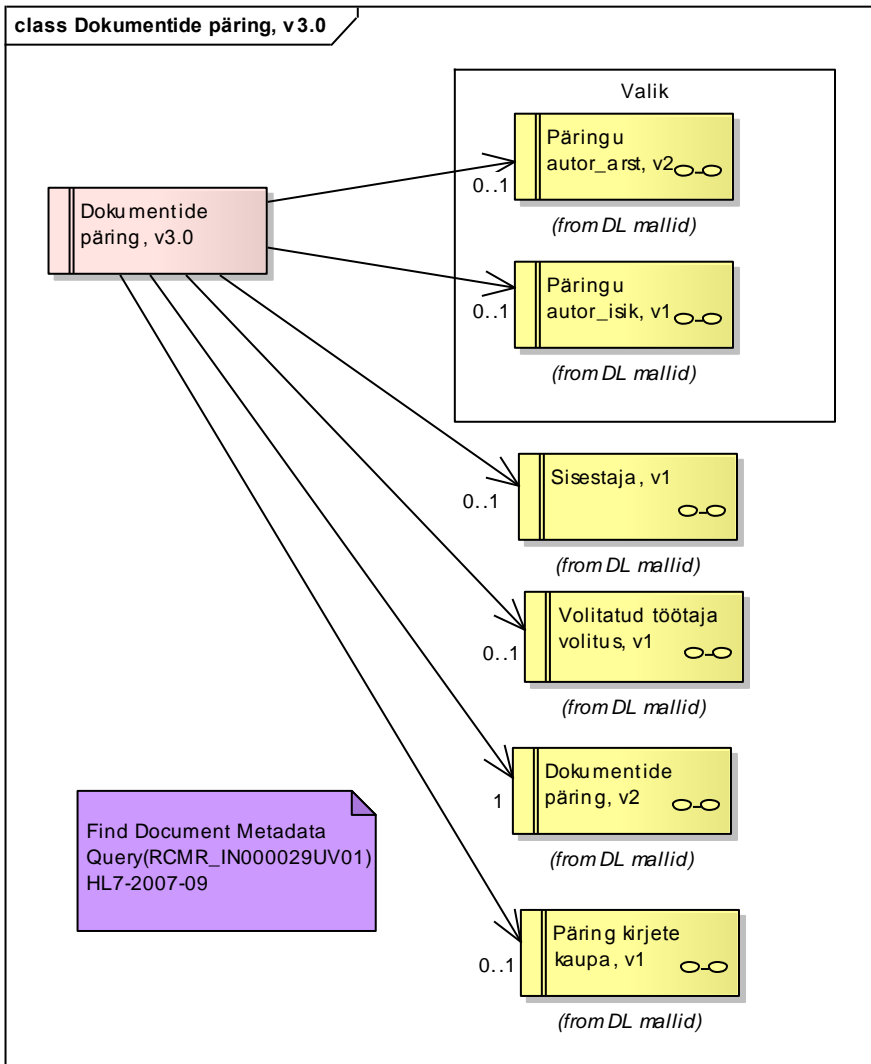 class Dokumentide päring, v3.0
Valik
Päringu
autor_arst, v2
0..1
(from DL mallid)
Dokumentide
päring, v3.0
Päringu
autor_isik, v1
0..1
(from DL mallid)
Sisestaja, v1
0..1
(from DL mallid)
Volitatud töötaja
volitus, v1
0..1
(from DL mallid)
Dokumentide
päring, v2
1
(from DL mallid)
Find Document Metadata
Query(RCMR_IN000029UV01)
HL7-2007-09
Päring kirjete
kaupa, v1
0..1
(from DL mallid)